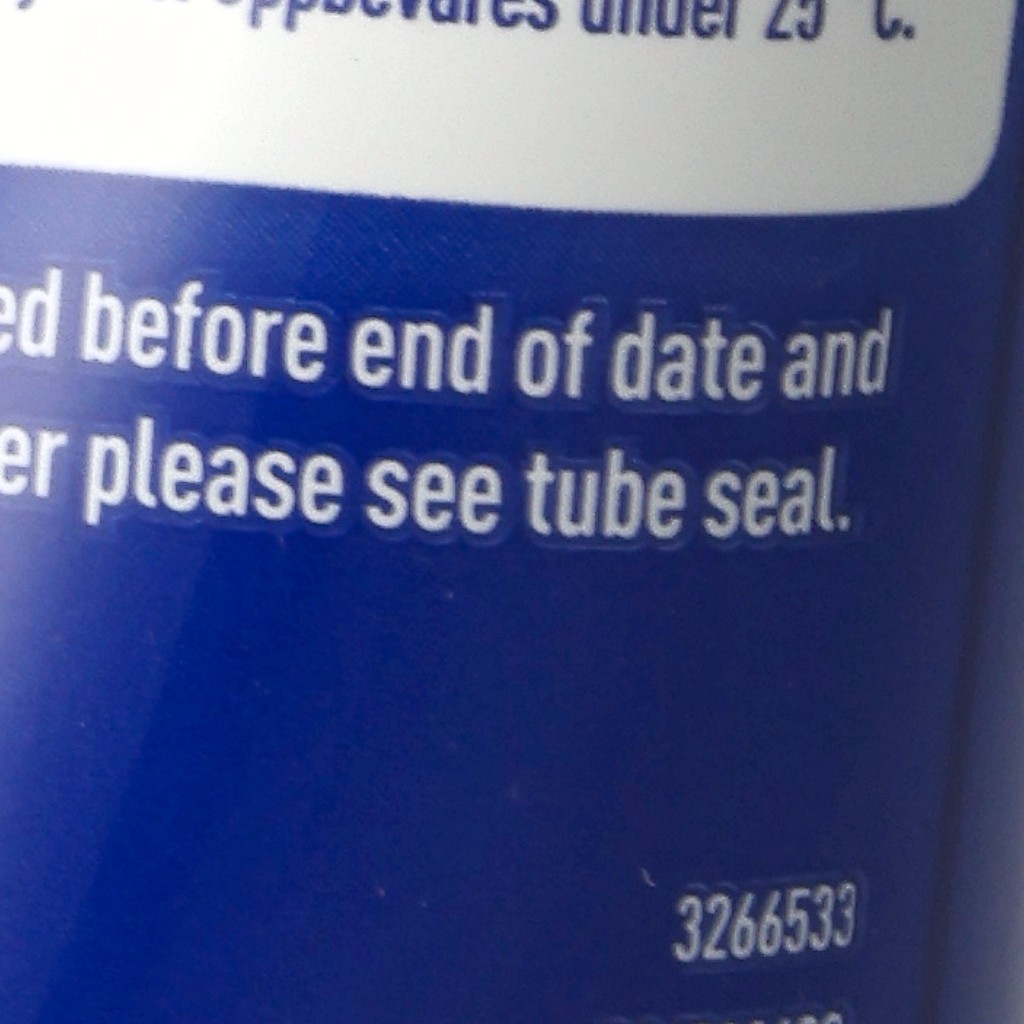 oppbevares under 25 °C.
ed before end of date and
er please see tube seal.
3266533